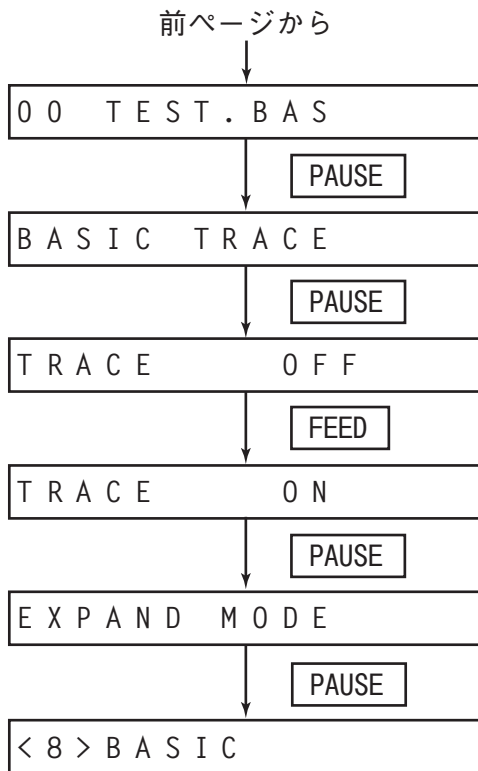 前ページから
00 TEST.BAS
PAUSE
BASIC TRACE
PAUSE
TRACE OFF
FEED
TRACE ON
PAUSE
EXPAND MODE
PAUSE
<8>BASIC